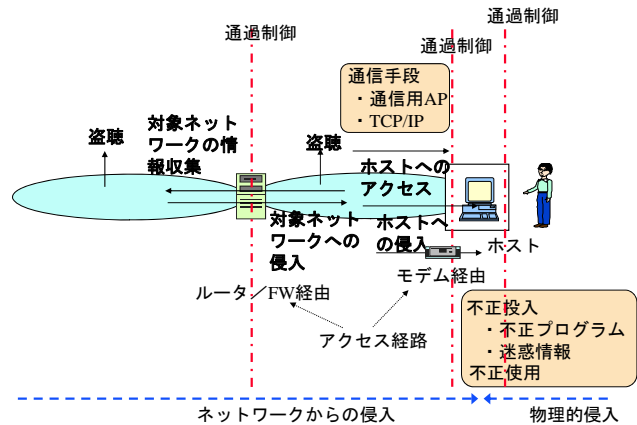 通過制御
通過制御
通過制御
通信手段
・通信用AP
・TCP/IP
盗聴
対象ネット
ワークの情
報収集
盗聴
ホストへの
アクセス
対象ネット
ワークへの
侵入
ホストへ
の侵入
ホスト
モデム経由
ルータ／FW経由
アクセス経路
不正投入
・不正プログラム
・迷惑情報
不正使用
ネットワークからの侵入
物理的侵入